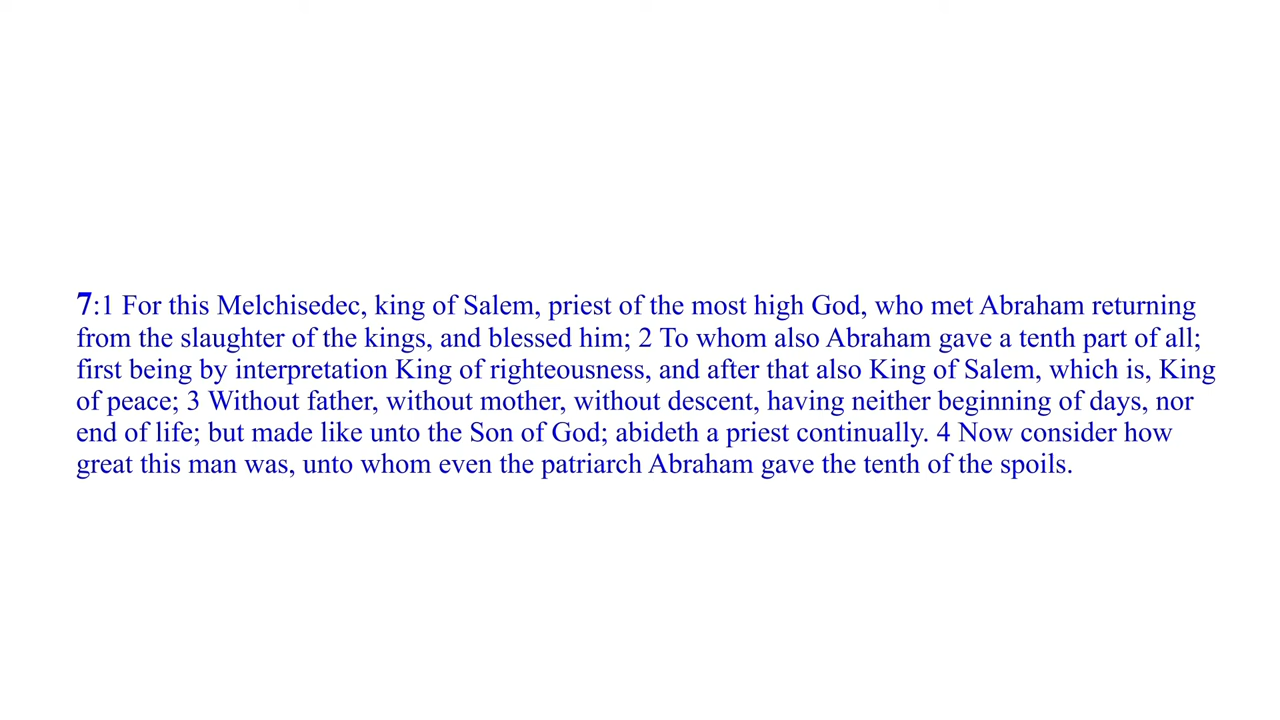 7:1 For this Melchisedec, king of Salem, priest of the most high God, who met Abraham returning
from the slaughter of the kings, and blessed him; 2 To whom also Abraham gave a tenth part of all;
first being by interpretation King of righteousness, and after that also King of Salem, which is, King
of peace; 3 Without father, without mother, without descent, having neither beginning of days, nor
end of life; but made like unto the Son of God; abideth a priest continually. 4 Now consider how
great this man was, unto whom even the patriarch Abraham gave the tenth of the spoils.